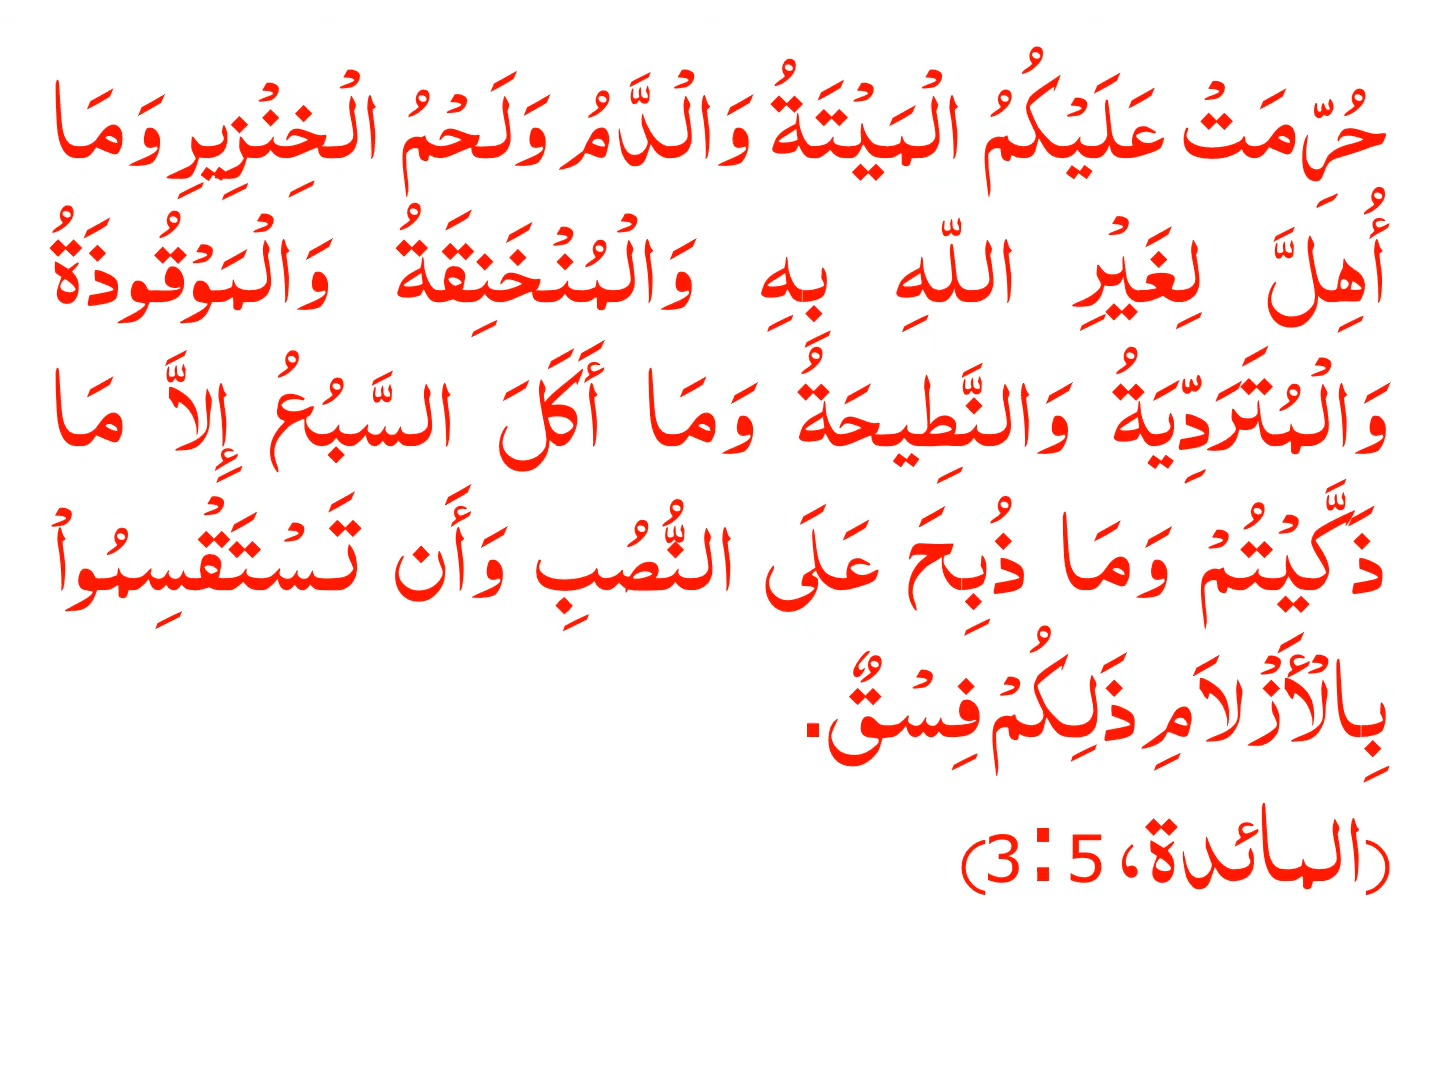 حُرِّمَتْ عَلَيْكُمُ الْمَيْتَةُ وَالْدَّمُ وَلَحْمُ الْخِنْزِيرِ وَمَا
أُهِلَّ لِغَيْرِ اللّهِ بِهِ وَالْمُنْخَنِقَةُ وَالْمَوْقُوذَةُ
وَالْمُتَرَدِّيَةُ وَالنَّطِيحَةُ وَمَا أَكَلَ السَّبُعُ إِلاَّ مَا
ذَكَّيْتُمْ وَمَا ذُبِحَ عَلَى النُّصُبِ وَأَن تَسْتَقْسِمُواْ
بِالْأَزْلاَمِ ذَلِكُمْ فِسْقٌ.
(المائدة، 5:3)